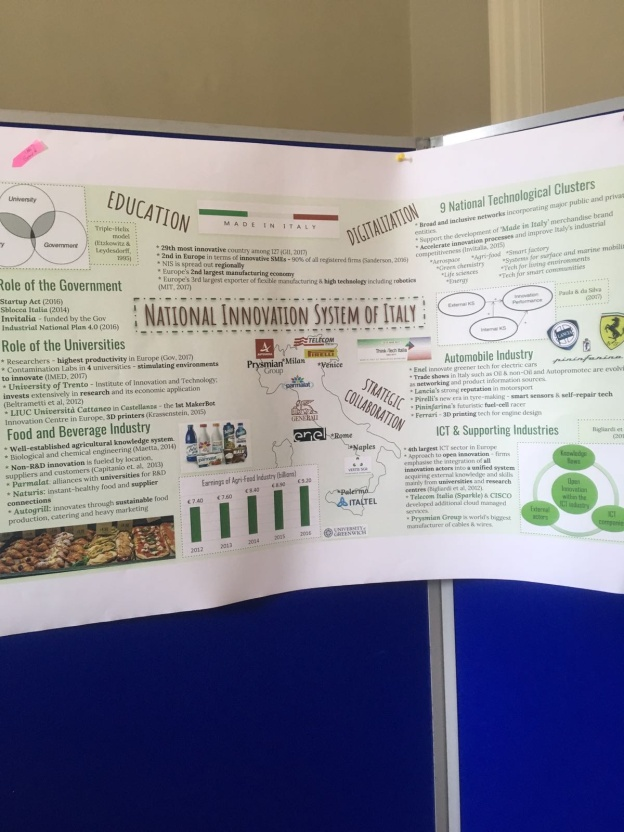 University
Government
Triple-Helix
model
(Etzkowitz &
Leydesdorff,
1995)
EDUCATION
MADE IN ITALY
DIGITALIZATION
* 29th most innovative country among 127 (GII, 2017)
* 2nd in Europe in terms of innovative SMEs - 90% of all registered firms (Sanderson, 2016)
* NIS is spread out regionally
* Europe's 2nd largest manufacturing economy
* Europe's 3rd largest exporter of flexible manufacturing & high technology including robotics
(MIT, 2017)
NATIONAL INNOVATION SYSTEM OF ITALY
Role of the Government
Startup Act (2016)
Sblocca Italia (2014)
Invitalia - funded by the Gov
Industrial National Plan 4.0 (2016)
Role of the Universities
* Researchers - highest productivity in Europe (Gov, 2017)
* Contamination Labs in 4 universities - stimulating environments
to innovate (IMED, 2017)
* University of Trento - Institute of Innovation and Technology;
invests extensively in research and its economic application
(Beltrametti et al, 2012)
* LIUC Universitá Cattaneo in Castellanza - the 1st MakerBot
Innovation Centre in Europe, 3D printers (Krassenstein, 2015)
Food and Beverage Industry
* Well-established agricultural knowledge system.
* Biological and chemical engineering (Maetta, 2014)
* Non-R&D innovation is fueled by location,
suppliers and customers (Capitanio et al, 2013)
* Parmalat: alliances with universities for R&D
* Naturis: instant-healthy food and supplier
connections
* Autogrill: innovates through sustainable food
production, catering and heavy marketing
Earnings of Agri-Food Industry (billions)
€ 7.40
€ 7.60
€ 8.40
€ 8.90
€ 9.20
2012
2013
2014
2015
2016
Prysmian
Group
*Milan
TELECOM
PIRELLI
*Venice
parmalat
GENERALI
enel
*Rome
*Naples
Palermo
ITALTEL
UNIVERSITY of
GREENWICH
Think-Tech Italia
STRATEGIC
COLLABORATION
9 National Technological Clusters
* Broad and inclusive networks incorporating major public and
entities.
* Support the development of 'Made in Italy' merchandise brand
* Accelerate innovation processes and improve Italy's industrial
competitiveness (Invitalia, 2015)
*Aerospace *Agri-food *Smart factory
*Green chemistry *Systems for surface and marine
*Life sciences *Tech for living environments
*Energy *Tech for smart communities
External KS
Innovation
Performance
Internal KS
Paola & da Silva
(2017)
LANCIA
Ferrari
pininfarina
Automobile Industry
* Enel innovates greener tech for electric cars
* Trade shows in Italy such as Oil & non-Oil and Autopromotec are
as networking and product information sources.
* Lancia's strong reputation in motorsport
* Pirelli's new era in tyre-making - smart sensors & self-repair tech
* Pininfarina's futuristic fuel-cell racer
* Ferrari - 3D printing tech for engine design
ICT & Supporting Industries
* 4th largest ICT sector in Europe
* Approach to open innovation - firms
emphasise the integration of all
innovation actors into a unified system
acquiring external knowledge and skills
mainly from universities and research
centres (Bigliardi et al, 2012)
* Telecom Italia (Sparkle) & CISCO
developed additional cloud managed
services.
* Prysmian Group is world's biggest
manufacturer of cables & wires.
Knowledge
flows
Open
Innovation
within the
ICT industry
External
actors
ICT